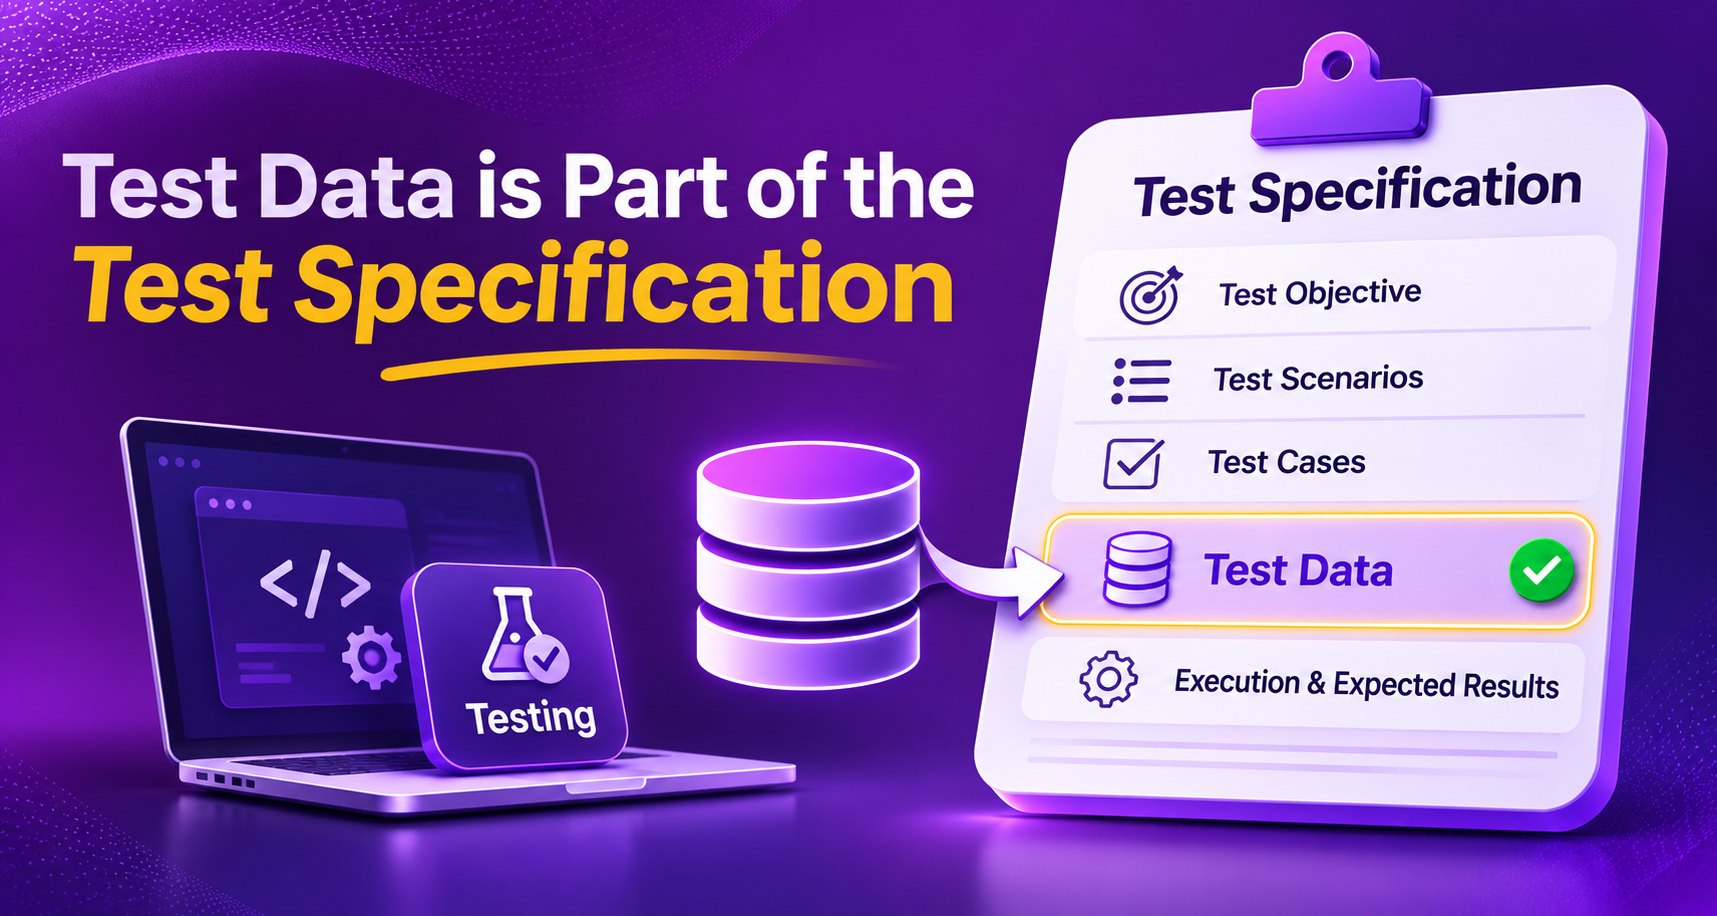 Test Data is Part of the
Test Specification
</>
Testing
Test Specification
Test Objective
Test Scenarios
Test Cases
Test Data
Execution & Expected Results